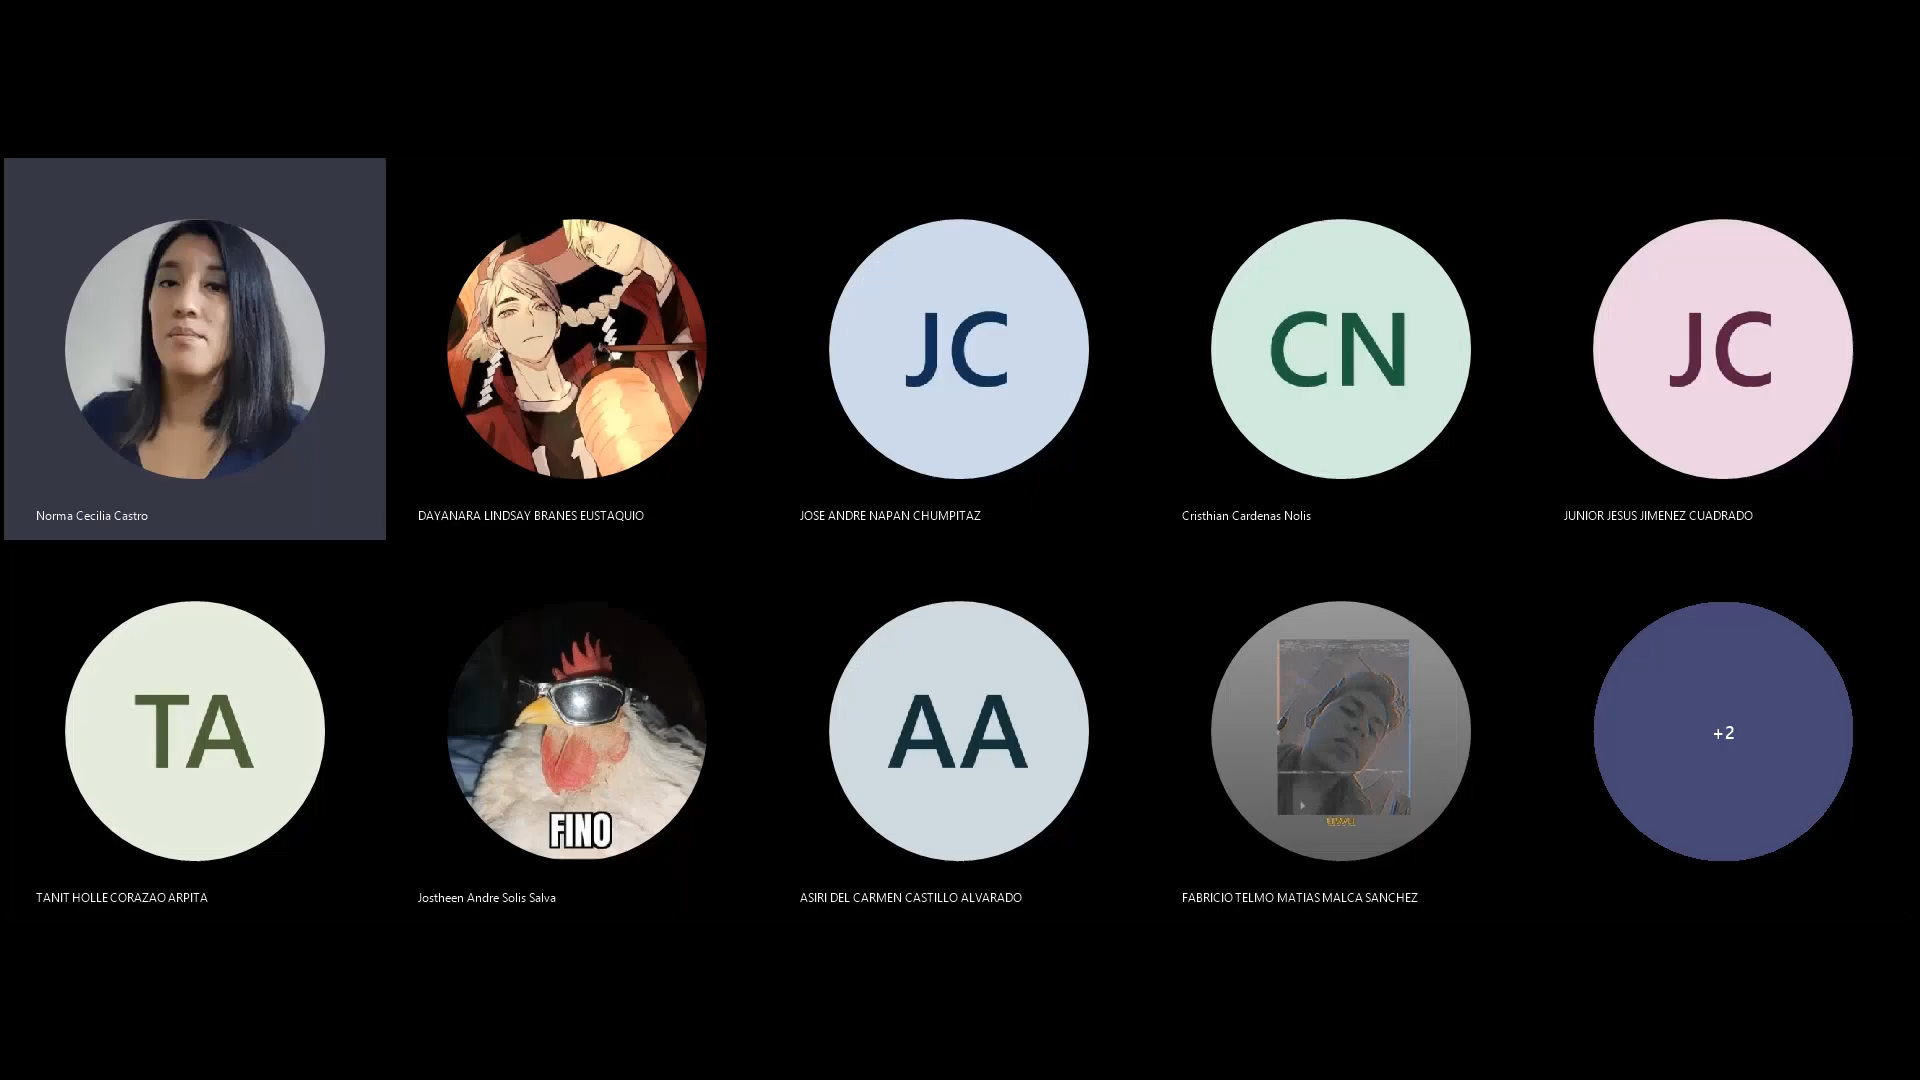 JC
CN
JC
Norma Cecilia Castro
DAYANARA LINDSAY BRANES EUSTAQUIO
JOSE ANDRE NAPAN CHUMPITAZ
Cristhian Cardenas Nolis
JUNIOR JESUS JIMENEZ CUADRADO
TA
FINO
AA
+2
TANIT HOLLE CORAZAO ARPITA
Jostheen Andre Solis Salva
ASIRI DEL CARMEN CASTILLO ALVARADO
FABRICIO TELMO MATIAS MALCA SANCHEZ